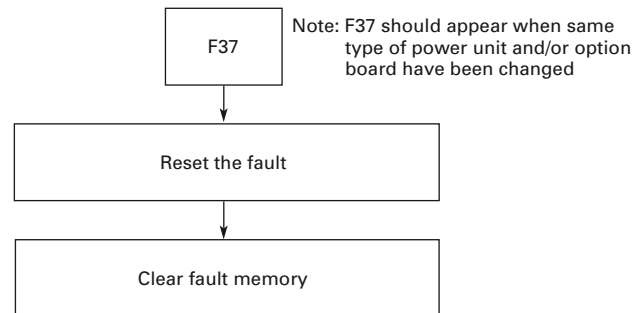 F37
Note: F37 should appear when same
type of power unit and/or option
board have been changed
Reset the fault
Clear fault memory